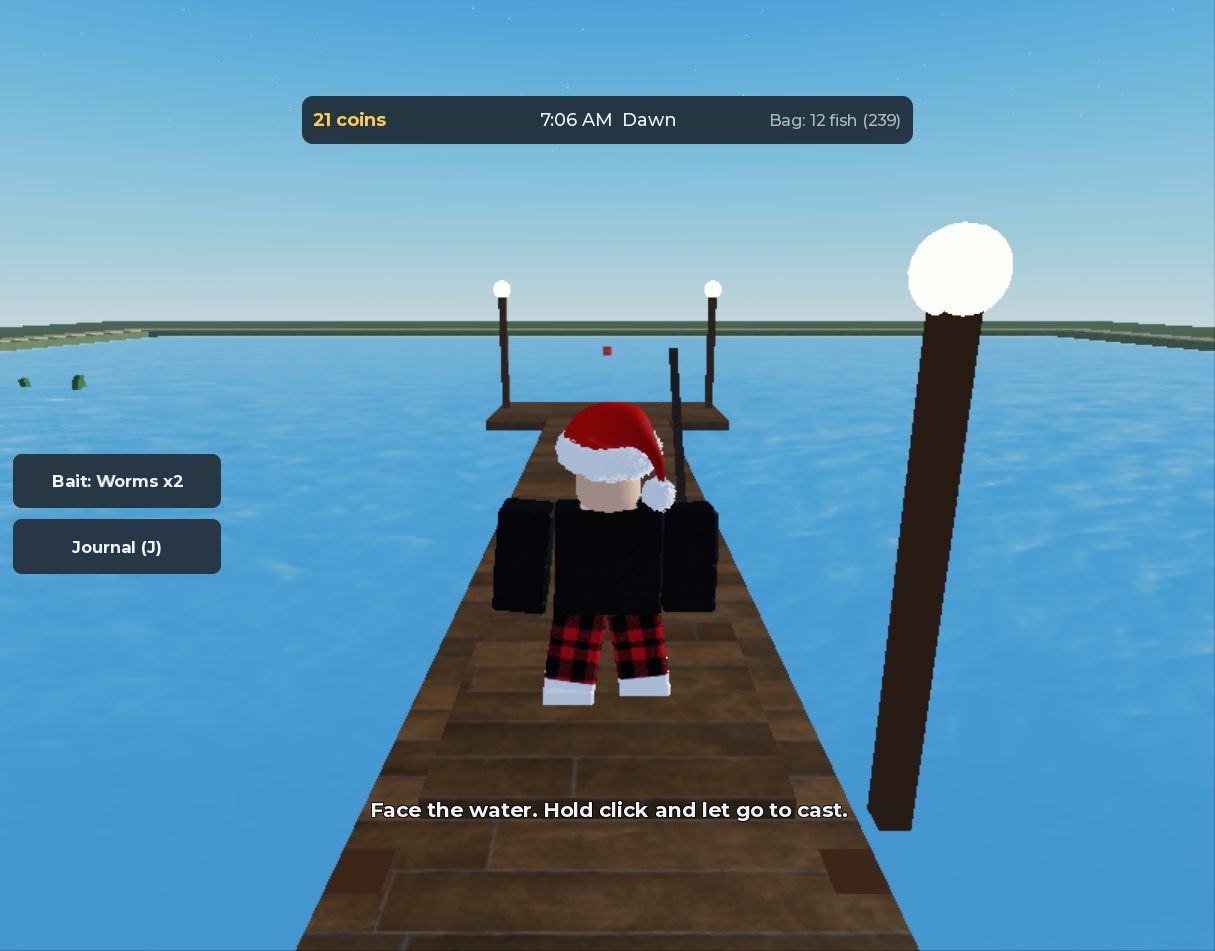 21 coins
7:06 AM  Dawn
Bag: 12 fish (239)
Bait: Worms x2
Journal (J)
Face the water. Hold click and let go to cast.